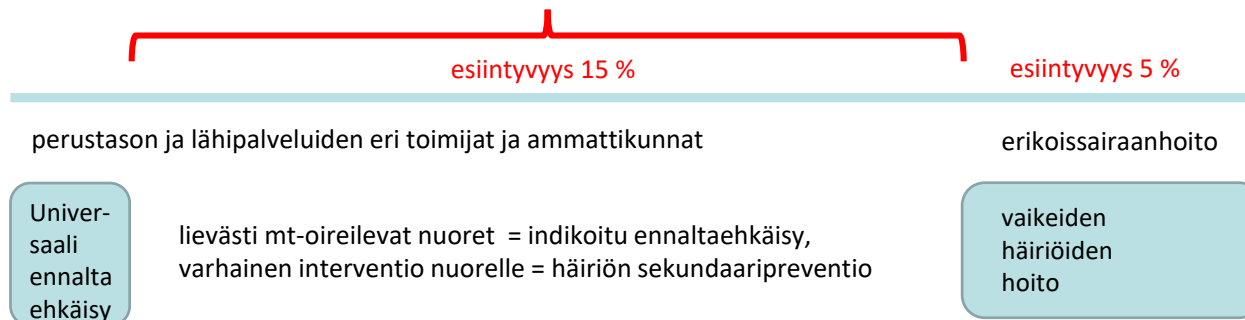 esiintyvyys 15 %
esiintyvyys 5 %
perustason ja lähipalveluiden eri toimijat ja ammattikunnat
erikoissairaanhoito
Univer-
saali
ennalta
ehkäisy
lievästi mt-oireilevat nuoret = indikoitu ennaltaehkäisy,
varhainen interventio nuorelle = häiriön sekundaaripreventio
vaikeiden
häiriöiden
hoito